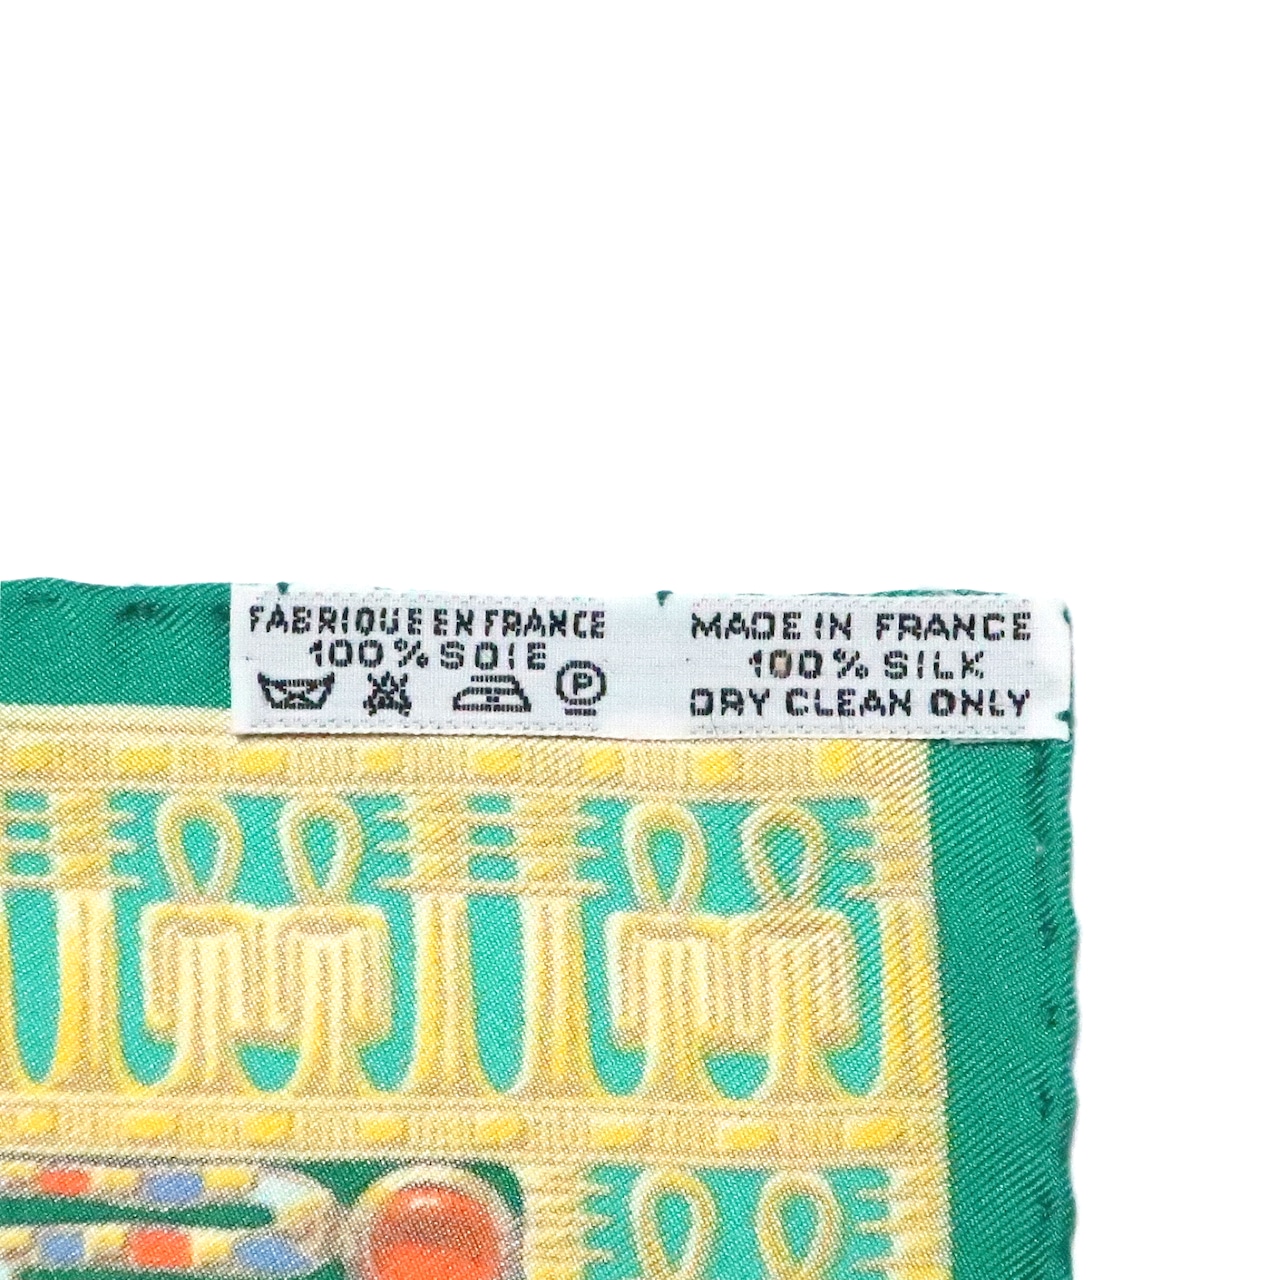 FABRIQUE EN FRANCE
100% SOIE
P
MADE IN FRANCE
100% SILK
DRY CLEAN ONLY